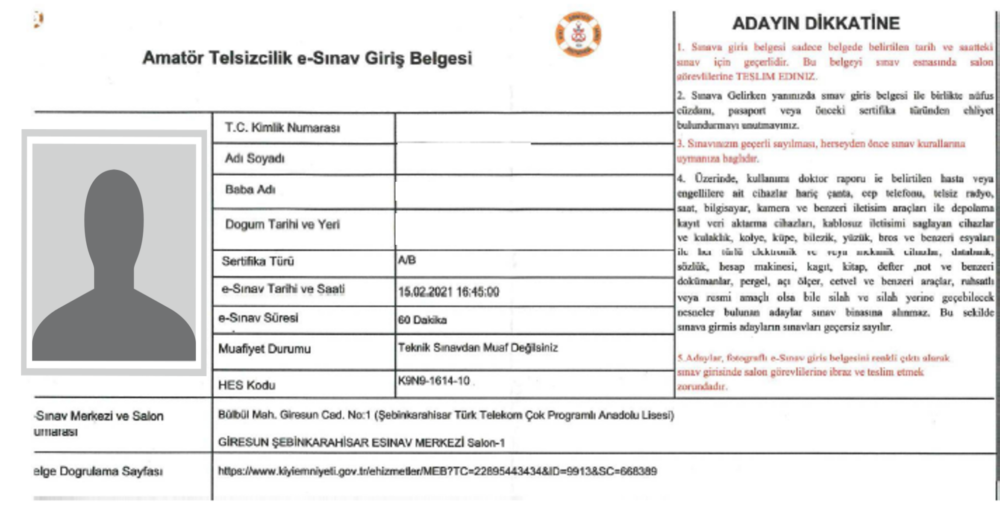 Amatör Telsizcilik e-Sınav Giriş Belgesi
T.C. Kimlik Numarası
Adı Soyadı
Baba Adı
Dogum Tarihi ve Yeri
Sertifika Türü
A/B
e-Sınav Tarihi ve Saati
15.02.2021 16:45:00
e-Sınav Süresi
60 Dakika
Muafiyet Durumu
Teknik Sınavdan Muaf Değilsiniz
HES Kodu
K9N9-1614-10
-Sınav Merkezi ve Salon
umarası
Bülbül Mah. Giresun Cad. No:1 (Şebinkarahisar Türk Telekom Çok Programlı Anadolu Lisesi)
GİRESUN ŞEBİNKARAHİSAR ESINAV MERKEZİ Salon-1
elge Dogrulama Sayfası
https://www.kiyiemniyeti.gov.tr/ehizmetler/MEB?TC=22895443434&ID=9913&SC=668389
ADAYIN DİKKATİNE
1. Sınava giris belgesi sadece belgede belirtilen tarih ve saatteki
sınav için geçerlidir. Bu belgeyi sınav esnasında salon
görevlilerine TESLIM EDINIZ.
2. Sınava Gelirken yanınızda sınav giris belgesi ile birlikte nüfus
cüzdanı, pasaport veya önceki sertifika türünden ehliyet
bulundurmayı unutmayınız.
3. Sınavınızın geçerli sayılması, herseyden önce sınav kurallarına
uymanıza baglıdır.
4. Üzerinde, kullanımı doktor raporu ie belirtilen hasta veya
engellilere ait cihazlar hariç çanta, cep telefonu, telsiz radyo,
saat, bilgisayar, kamera ve benzeri iletisim araçları ile depolama
kayıt veri aktarma cihazları, kablosuz iletisimi saglayan cihazlar
ve kulaklık, kolye, küpe, bilezik, yüzük, bros ve benzeri esyaları
ile her türlü elektronik ve veya mekanik cihazlar, databank,
sözlük, hesap makinesi, kagıt, kitap, defter ,not ve benzeri
dokümanlar, pergel, açı ölçer, cetvel ve benzeri araçlar, ruhsatlı
veya resmi amaçlı olsa bile silah ve silah yerine geçebilecek
nesneler bulunan adaylar sınav binasına alınmaz. Bu sekilde
sınava girmis adayların sınavları geçersiz sayılır.
5.Adaylar, fotograflı e-Sınav giris belgesini renkli çıktı alarak
sınav girisinde salon görevlilerine ibraz ve teslim etmek
zorundadır.